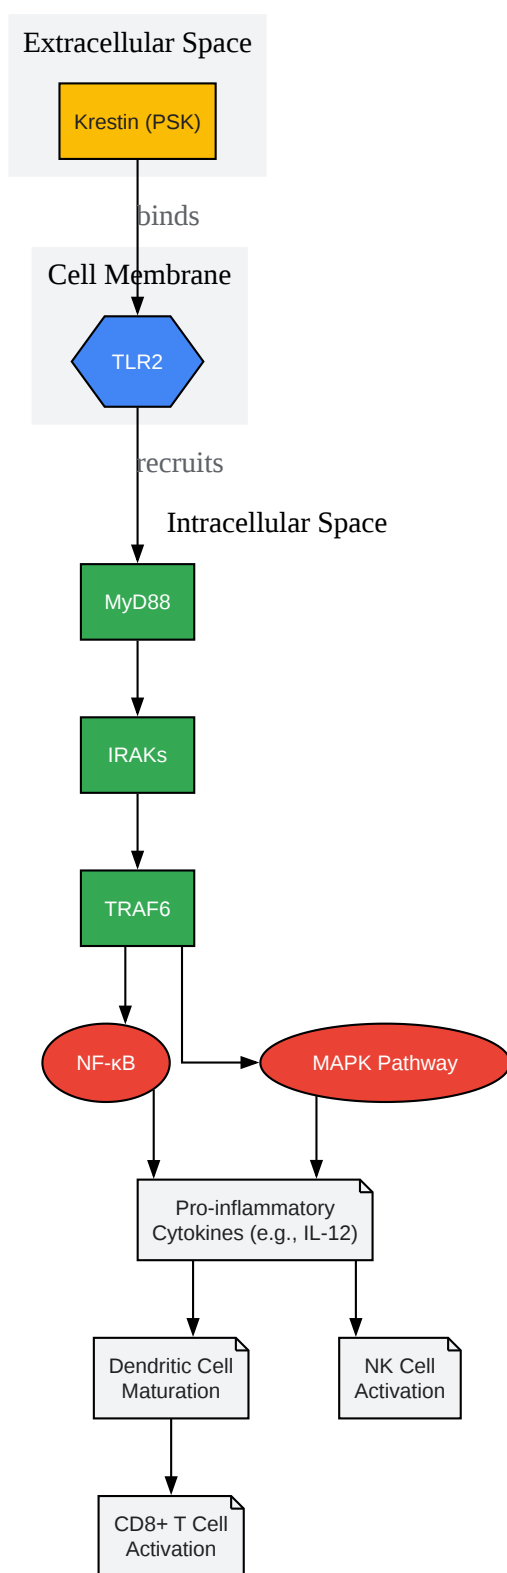 Extracellular Space
Krestin (PSK)
binds
Cell Membrane
TLR2
recruits
Intracellular Space
MyD88
IRAKs
TRAF6
NF-κB
MAPK Pathway
Pro-inflammatory
Cytokines (e.g., IL-12)
Dendritic Cell
Maturation
NK Cell
Activation
CD8+ T Cell
Activation